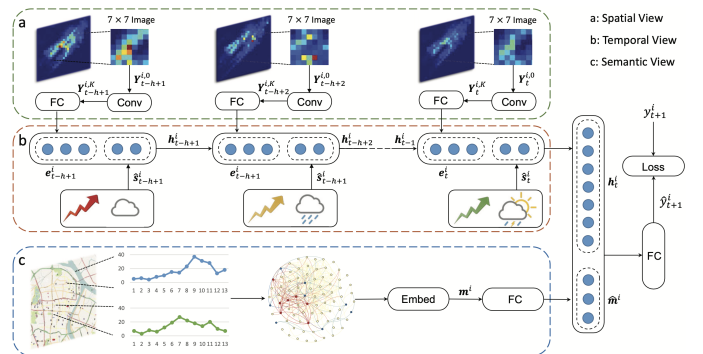 a
7 × 7 Image
7 × 7 Image
7 × 7 Image
a: Spatial View
b: Temporal View
c: Semantic View
Y^{i,0}_{t-h+1}
Y^{i,0}_{t-h+2}
Y^{i,0}_{t}
FC
Y^{i,K}_{t-h+1}
Conv
FC
Y^{i,K}_{t-h+2}
Conv
FC
Y^{i,K}_{t}
Conv
b
h^{i}_{t-h+1}
h^{i}_{t-h+2}
h^{i}_{t-1}
e^{i}_{t-h+1}
ŝ^{i}_{t-h+1}
e^{i}_{t-h+1}
ŝ^{i}_{t-h+1}
e^{i}_{t}
ŝ^{i}_{t}
h^{i}_{t}
y^{i}_{t+1}
Loss
ŷ^{i}_{t+1}
FC
c
40
20
0
1 2 3 4 5 6 7 8 9 10 11 12 13
40
20
0
1 2 3 4 5 6 7 8 9 10 11 12 13
Embed
m^{i}
FC
m̂^{i}